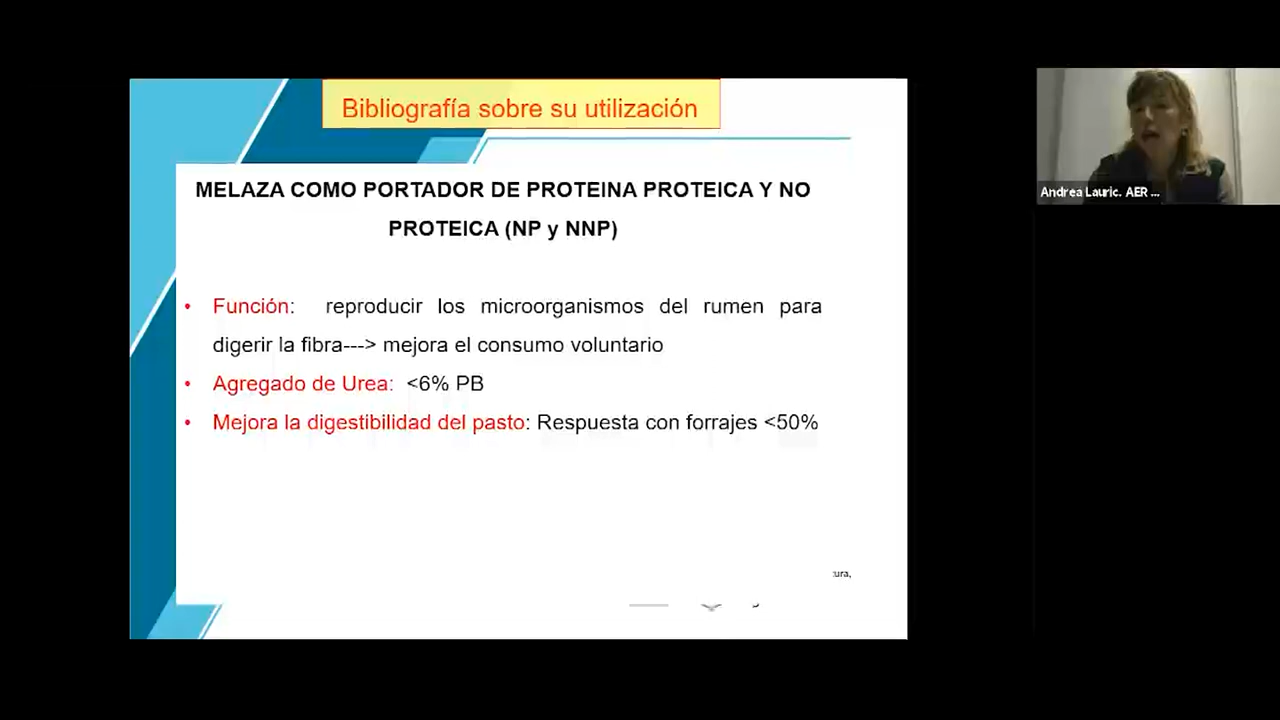 Bibliografía sobre su utilización
MELAZA COMO PORTADOR DE PROTEINA PROTEICA Y NO
PROTEICA (NP y NNP)
• Función: reproducir los microorganismos del rumen para
digerir la fibra---> mejora el consumo voluntario
• Agregado de Urea: <6% PB
• Mejora la digestibilidad del pasto: Respuesta con forrajes <50%
Andrea Lauric. AER ...